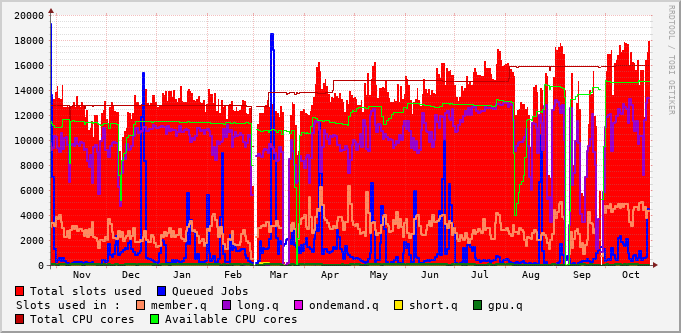 20000
18000
16000
14000
12000
10000
8000
6000
4000
2000
0
Nov Dec Jan Feb Mar Apr May Jun Jul Aug Sep Oct
RRDTOOL / TOBI OETIKER
Total slots used Queued Jobs
Slots used in : member.q long.q ondemand.q short.q gpu.q
Total CPU cores Available CPU cores